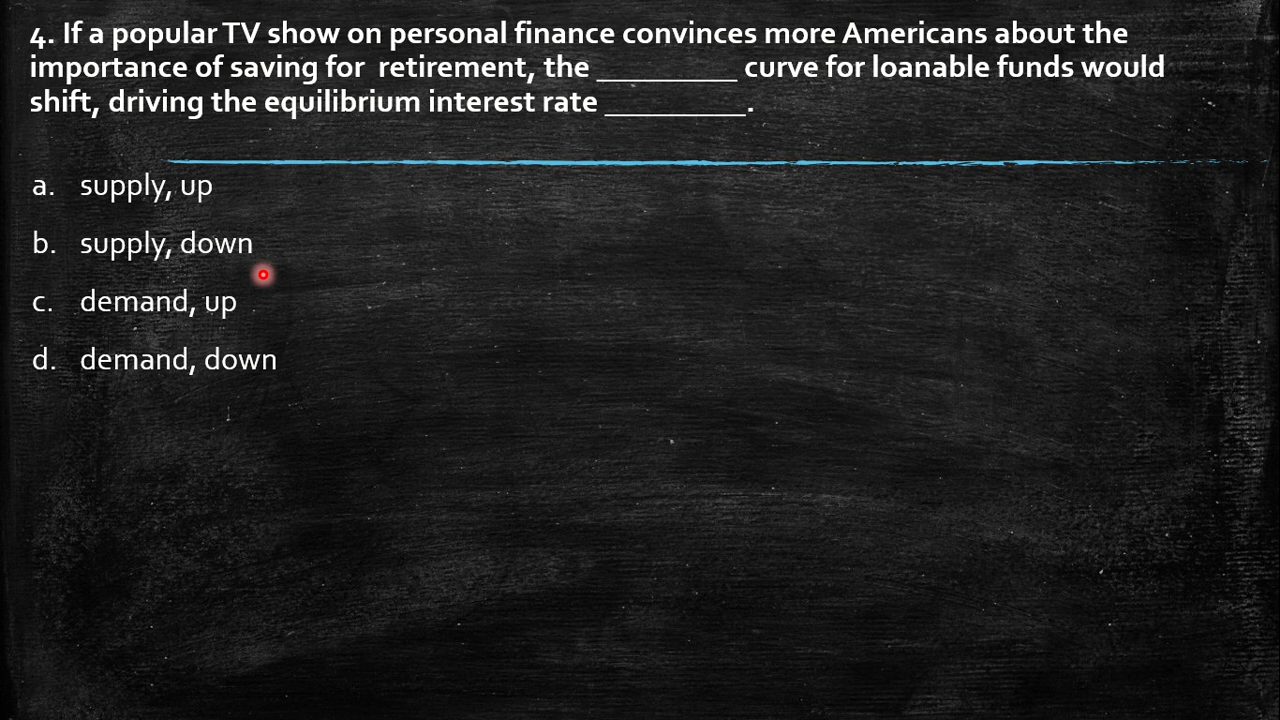 4. If a popular TV show on personal finance convinces more Americans about the
importance of saving for retirement, the _________ curve for loanable funds would
shift, driving the equilibrium interest rate _________.
a. supply, up
b. supply, down
c. demand, up
d. demand, down